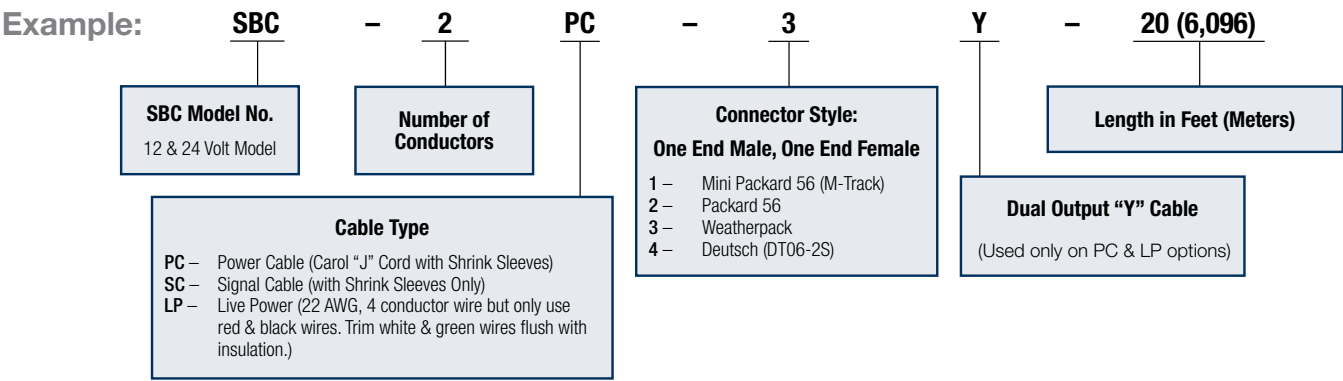 Example: SBC – 2 PC – 3 Y – 20 (6,096)
SBC Model No.
12 & 24 Volt Model
Number of
Conductors
Connector Style:
One End Male, One End Female
1 – Mini Packard 56 (M-Track)
2 – Packard 56
3 – Weatherpack
4 – Deutsch (DT06-2S)
Length in Feet (Meters)
Cable Type
PC – Power Cable (Carol “J” Cord with Shrink Sleeves)
SC – Signal Cable (with Shrink Sleeves Only)
LP – Live Power (22 AWG, 4 conductor wire but only use
red & black wires. Trim white & green wires flush with
insulation.)
Dual Output “Y” Cable
(Used only on PC & LP options)